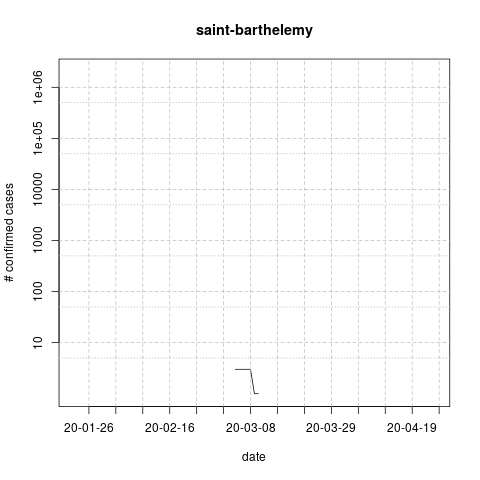 saint-barthelemy
# confirmed cases
1e+06
1e+05
10000
1000
100
10
20-01-26 20-02-16 20-03-08 20-03-29 20-04-19
date